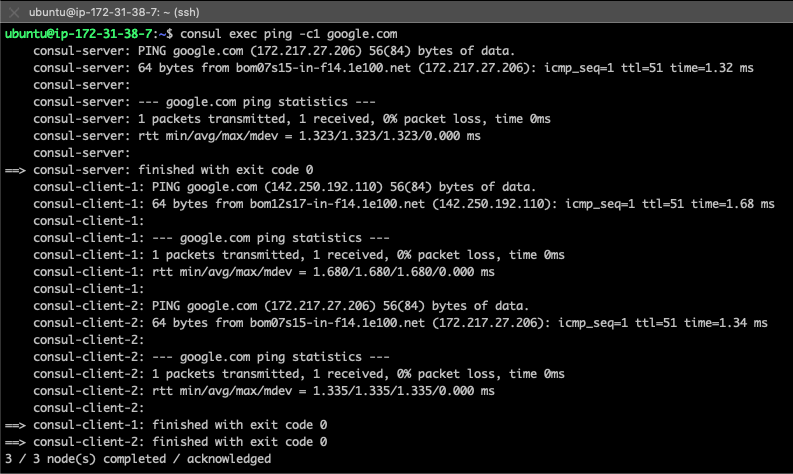 ubuntu@ip-172-31-38-7: ~ (ssh)
ubuntu@ip-172-31-38-7:~$ consul exec ping -c1 google.com
    consul-server: PING google.com (172.217.27.206) 56(84) bytes of data.
    consul-server: 64 bytes from bom07s15-in-f14.1e100.net (172.217.27.206): icmp_seq=1 ttl=51 time=1.32 ms
    consul-server:
    consul-server: --- google.com ping statistics ---
    consul-server: 1 packets transmitted, 1 received, 0% packet loss, time 0ms
    consul-server: rtt min/avg/max/mdev = 1.323/1.323/1.323/0.000 ms
    consul-server:
==> consul-server: finished with exit code 0
    consul-client-1: PING google.com (142.250.192.110) 56(84) bytes of data.
    consul-client-1: 64 bytes from bom12s17-in-f14.1e100.net (142.250.192.110): icmp_seq=1 ttl=51 time=1.68 ms
    consul-client-1:
    consul-client-1: --- google.com ping statistics ---
    consul-client-1: 1 packets transmitted, 1 received, 0% packet loss, time 0ms
    consul-client-1: rtt min/avg/max/mdev = 1.680/1.680/1.680/0.000 ms
    consul-client-1:
    consul-client-2: PING google.com (172.217.27.206) 56(84) bytes of data.
    consul-client-2: 64 bytes from bom07s15-in-f14.1e100.net (172.217.27.206): icmp_seq=1 ttl=51 time=1.34 ms
    consul-client-2:
    consul-client-2: --- google.com ping statistics ---
    consul-client-2: 1 packets transmitted, 1 received, 0% packet loss, time 0ms
    consul-client-2: rtt min/avg/max/mdev = 1.335/1.335/1.335/0.000 ms
    consul-client-2:
==> consul-client-1: finished with exit code 0
==> consul-client-2: finished with exit code 0
3 / 3 node(s) completed / acknowledged